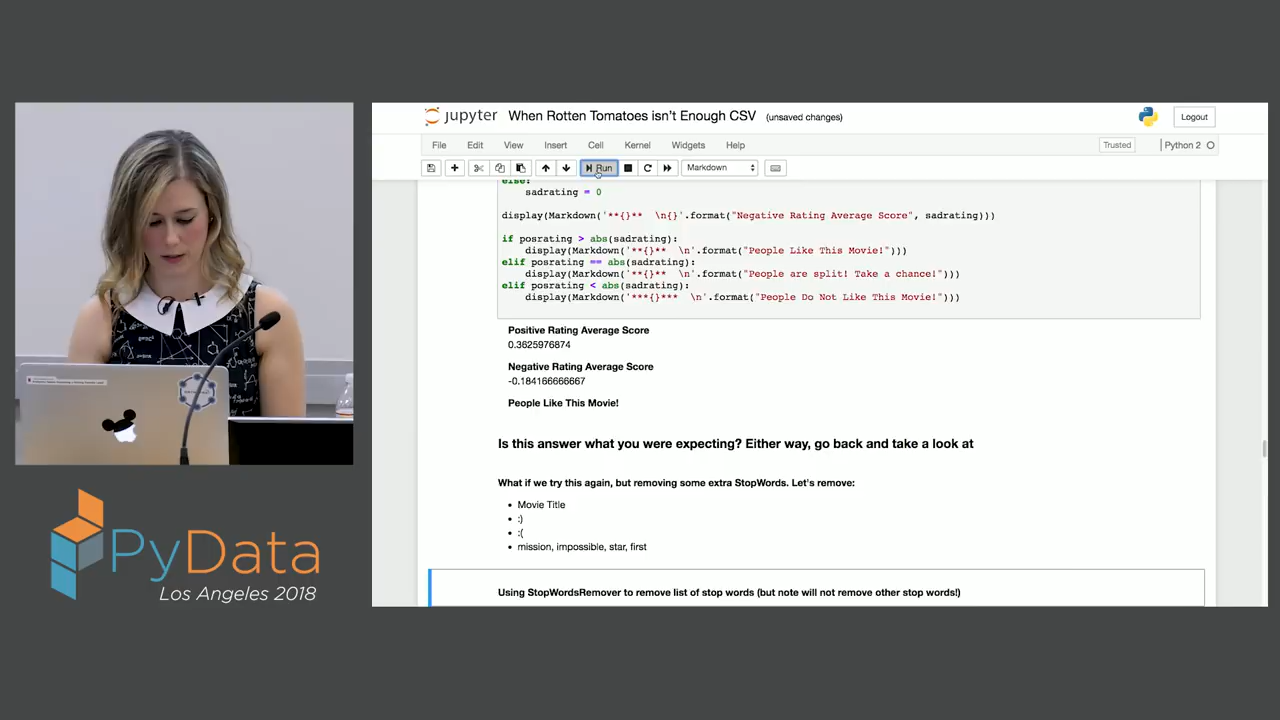 jupyter When Rotten Tomatoes isn't Enough CSV (unsaved changes) Logout
File Edit View Insert Cell Kernel Widgets Help Trusted Python 2
Run Markdown
else:
sadrating = 0
display(Markdown('**{}**  \n{}'.format("Negative Rating Average Score", sadrating)))
if posrating > abs(sadrating):
display(Markdown('**{}**  \n'.format("People Like This Movie!")))
elif posrating == abs(sadrating):
display(Markdown('**{}**  \n'.format("People are split! Take a chance!")))
elif posrating < abs(sadrating):
display(Markdown('***{}***  \n'.format("People Do Not Like This Movie!")))
Positive Rating Average Score
0.3625976874
Negative Rating Average Score
-0.184166666667
People Like This Movie!
Is this answer what you were expecting? Either way, go back and take a look at
What if we try this again, but removing some extra StopWords. Let's remove:
• Movie Title
• :)
• :(
• mission, impossible, star, first
Using StopWordsRemover to remove list of stop words (but note will not remove other stop words!)
PyData
Los Angeles 2018